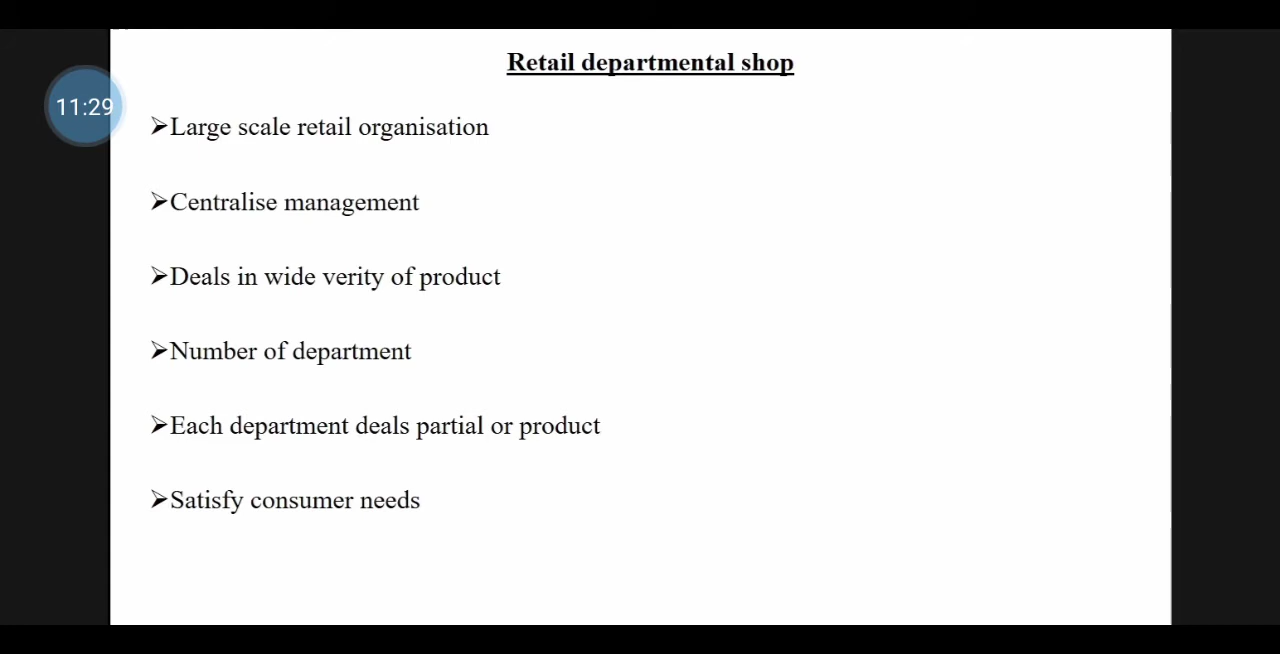 Retail departmental shop
11:29
➢Large scale retail organisation
➢Centralise management
➢Deals in wide verity of product
➢Number of department
➢Each department deals partial or product
➢Satisfy consumer needs